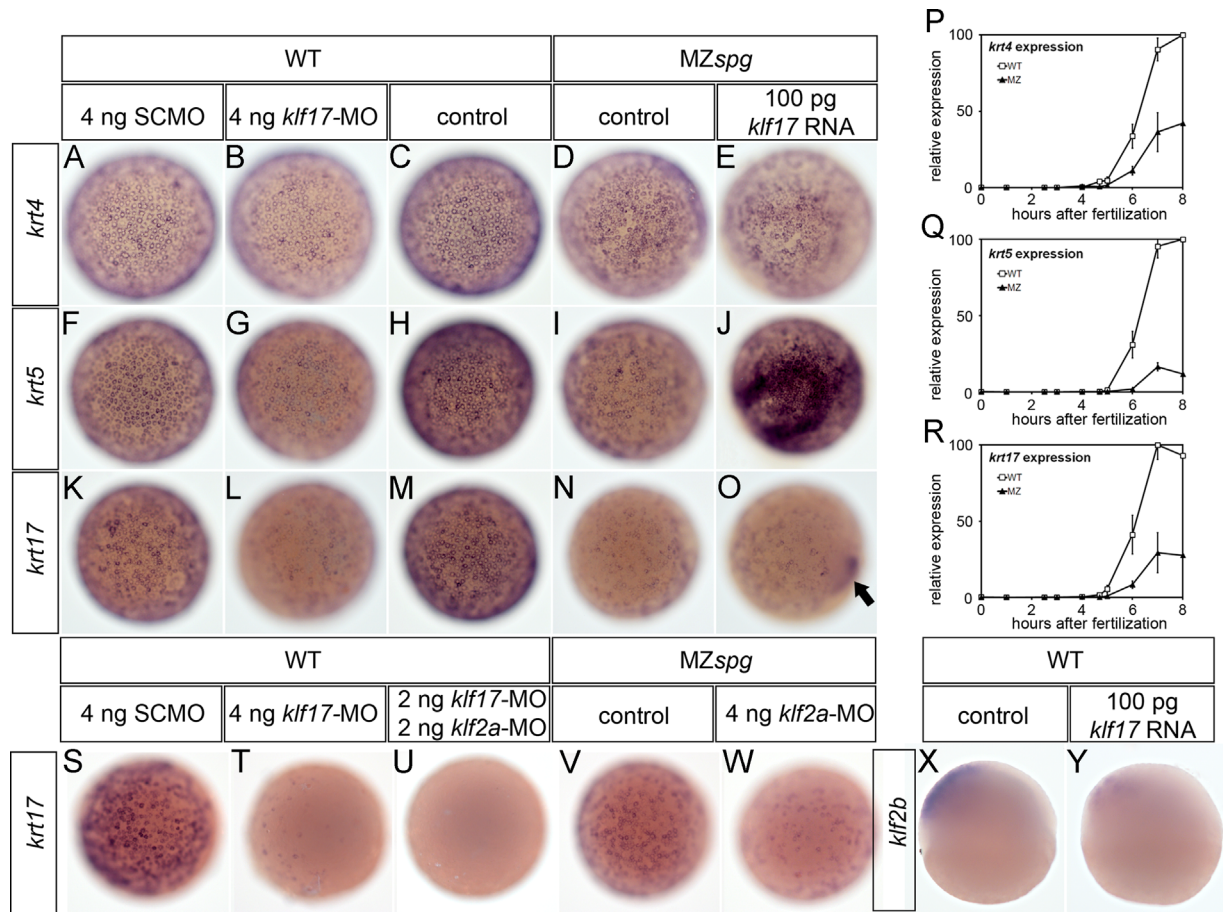 WT
MZspg
4 ng SCMO
4 ng klf17-MO
control
control
100 pg
klf17 RNA
krt4
A
B
C
D
E
krt5
F
G
H
I
J
krt17
K
L
M
N
O
P
100
50
0
krt4 expression
WT
MZ
relative expression
0 2 4 6 8
hours after fertilization
Q
100
50
0
krt5 expression
WT
MZ
relative expression
0 2 4 6 8
hours after fertilization
R
100
50
0
krt17 expression
WT
MZ
relative expression
0 2 4 6 8
hours after fertilization
WT
MZspg
4 ng SCMO
4 ng klf17-MO
2 ng klf17-MO
2 ng klf2a-MO
control
4 ng klf2a-MO
krt17
S
T
U
V
W
WT
control
100 pg
klf17 RNA
klf2b
X
Y